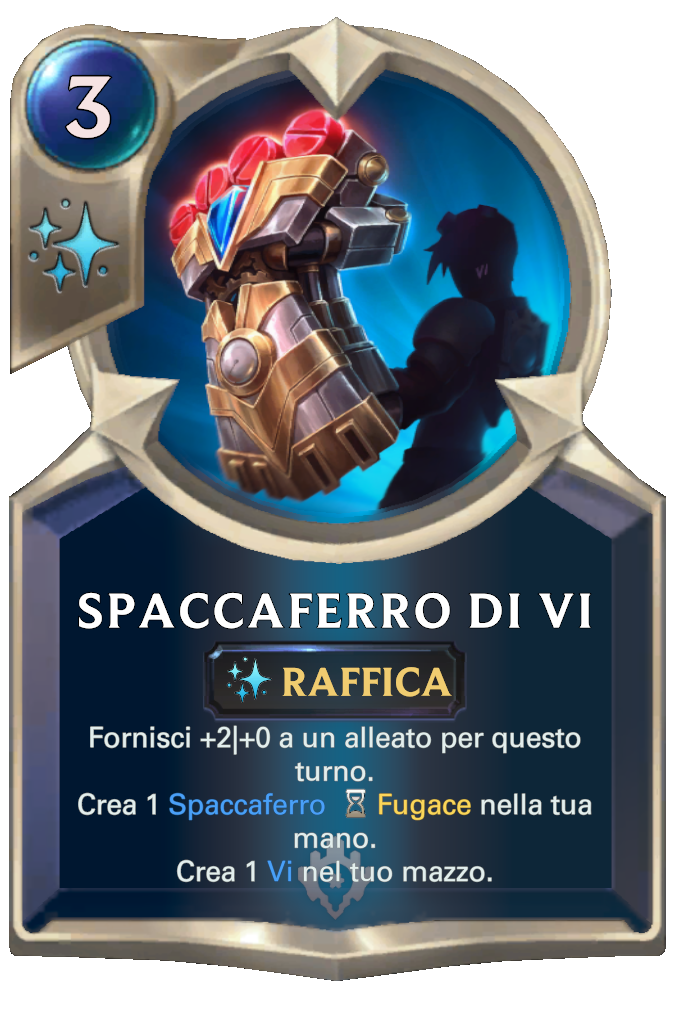 3
SPACCAFERRO DI VI
RAFFICA
Fornisci +2|+0 a un alleato per questo
turno.
Crea 1 Spaccaferro Fugace nella tua
mano.
Crea 1 Vi nel tuo mazzo.